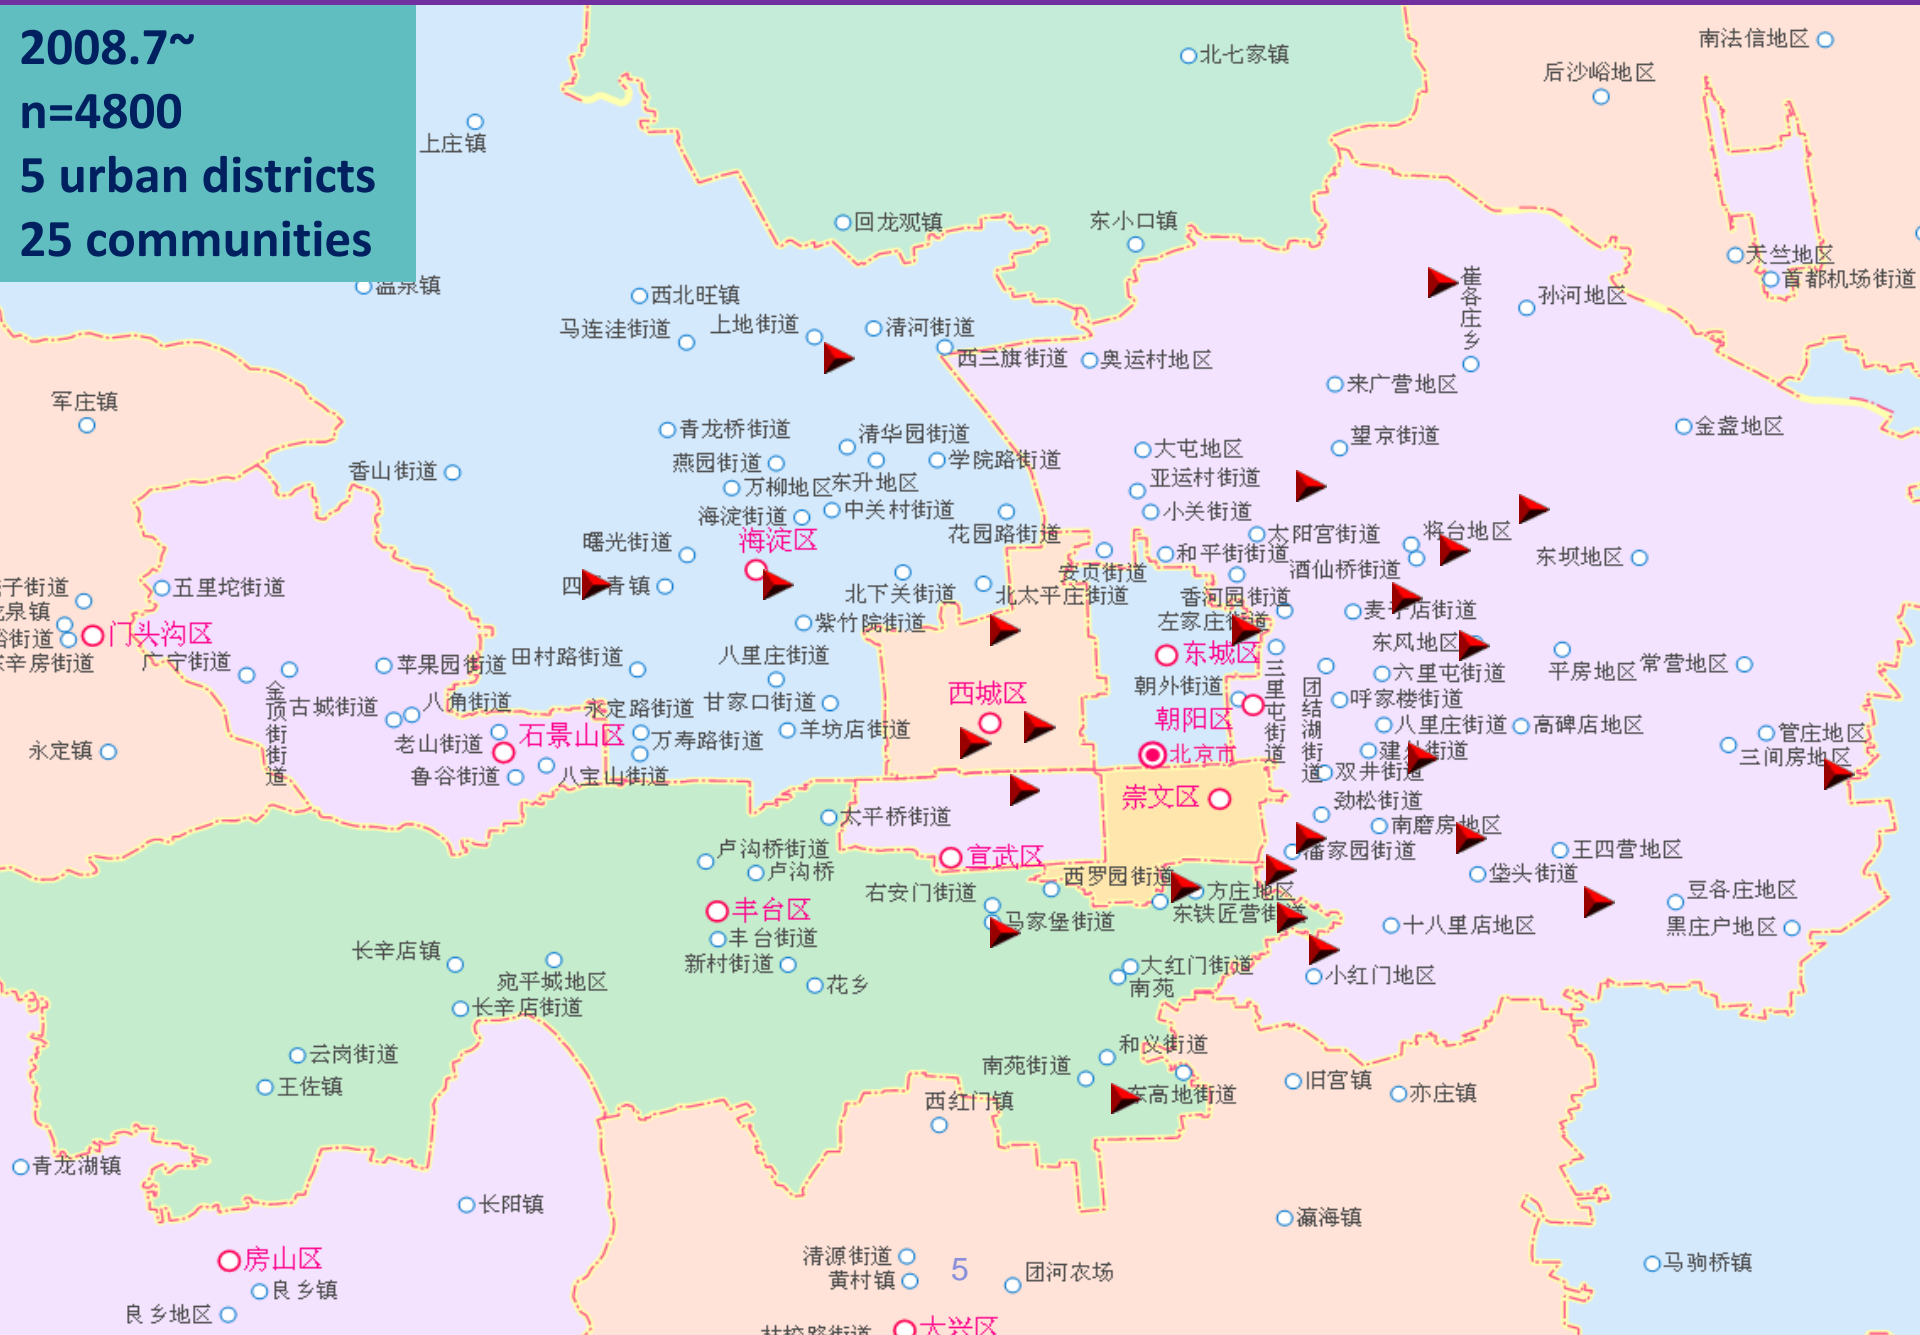 2008.7~
n=4800
5 urban districts
25 communities
北七家镇
南法信地区
后沙峪地区
上庄镇
回龙观镇
东小口镇
天竺地区
首都机场街道
温泉镇
西北旺镇
崔各庄乡
孙河地区
马连洼街道
上地街道
清河街道
西三旗街道
奥运村地区
来广营地区
军庄镇
青龙桥街道
清华园街道
大屯地区
望京街道
金盏地区
香山街道
燕园街道
学院路街道
万柳地区
东升地区
亚运村街道
海淀街道
中关村街道
小关街道
花园路街道
太阳宫街道
将台地区
曙光街道
海淀区
和平街街道
酒仙桥街道
东坝地区
安贞街道
五里坨街道
北下关街道
北太平庄街道
香河园街道
麦子店街道
门头沟区
紫竹院街道
左家庄街道
东风地区
东辛房街道
广宁街道
苹果园街道
田村路街道
八里庄街道
东城区
六里屯街道
平房地区
常营地区
金顶街街道
古城街道
八角街道
永定路街道
甘家口街道
西城区
朝外街道
三里屯街道
团结湖街道
呼家楼街道
朝阳区
八里庄街道
高碑店地区
管庄地区
永定镇
老山街道
石景山区
万寿路街道
羊坊店街道
北京市
建外街道
三间房地区
鲁谷街道
八宝山街道
双井街道
崇文区
劲松街道
太平桥街道
南磨房地区
卢沟桥街道
宣武区
潘家园街道
王四营地区
卢沟桥
西罗园街道
垡头街道
右安门街道
方庄地区
豆各庄地区
丰台区
马家堡街道
东铁匠营街道
十八里店地区
黑庄户地区
丰台街道
长辛店镇
新村街道
大红门街道
小红门地区
宛平城地区
花乡
南苑
长辛店街道
云岗街道
南苑街道
和义街道
王佐镇
东高地街道
旧宫镇
亦庄镇
西红门镇
青龙湖镇
长阳镇
瀛海镇
房山区
清源街道
5
团河农场
马驹桥镇
黄村镇
良乡镇
良乡地区
大兴区